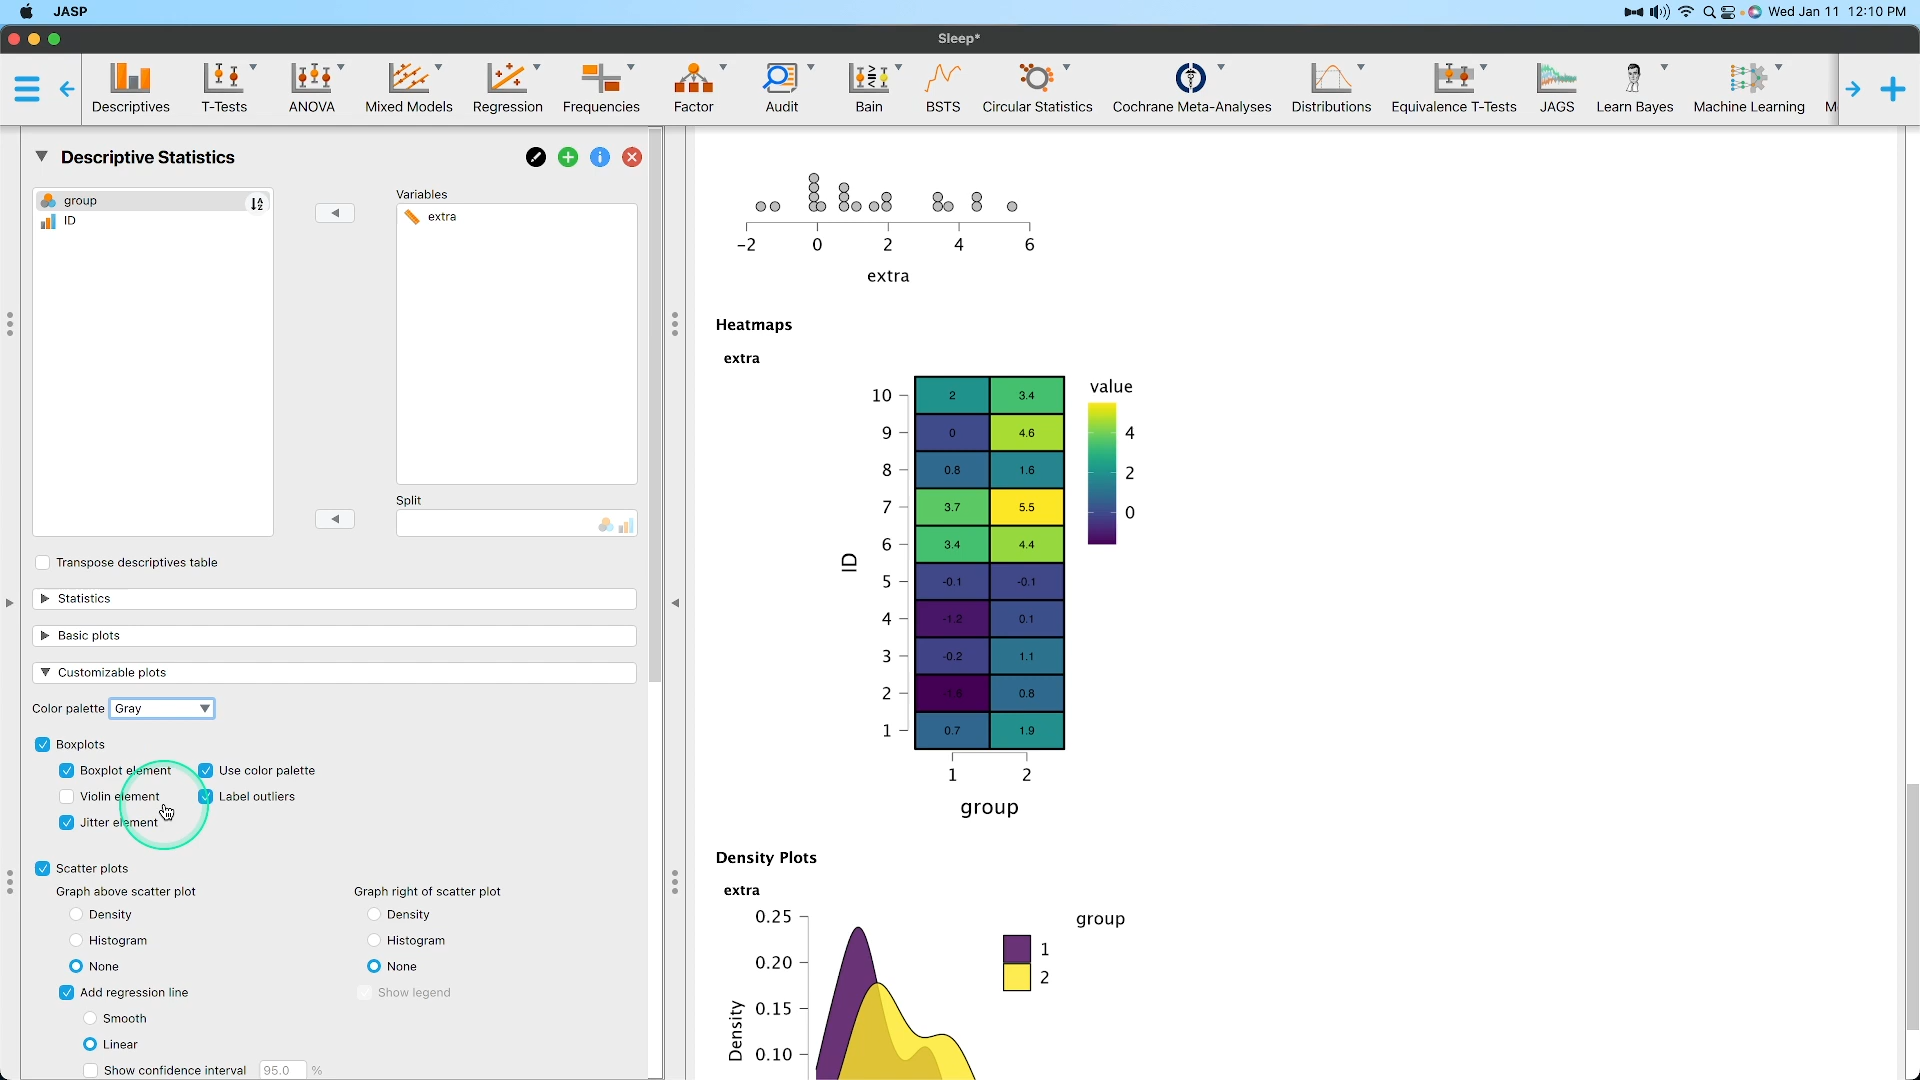 JASP
Wed Jan 11 12:10 PM
Sleep*
Descriptives
T-Tests
ANOVA
Mixed Models
Regression
Frequencies
Factor
Audit
Bain
BSTS
Circular Statistics
Cochrane Meta-Analyses
Distributions
Equivalence T-Tests
JAGS
Learn Bayes
Machine Learning
M
Descriptive Statistics
group
ID
Variables
extra
Split
Transpose descriptives table
Statistics
Basic plots
Customizable plots
Color palette Gray
Boxplots
Boxplot element Use color palette
Violin element Label outliers
Jitter element
Scatter plots
Graph above scatter plot Graph right of scatter plot
Density Density
Histogram Histogram
None None
Add regression line Show legend
Smooth
Linear
Show confidence interval 95.0 %
-2 0 2 4 6
extra
Heatmaps
extra
value
10 2 3.4
9 0 4.6 4
8 0.8 1.6 2
7 3.7 5.5 0
6 3.4 4.4
ID
5 -0.1 -0.1
4 -1.2 0.1
3 -0.2 1.1
2 -1.6 0.8
1 0.7 1.9
1 2
group
Density Plots
extra
0.25 group
1
0.20 2
0.15
Density
0.10